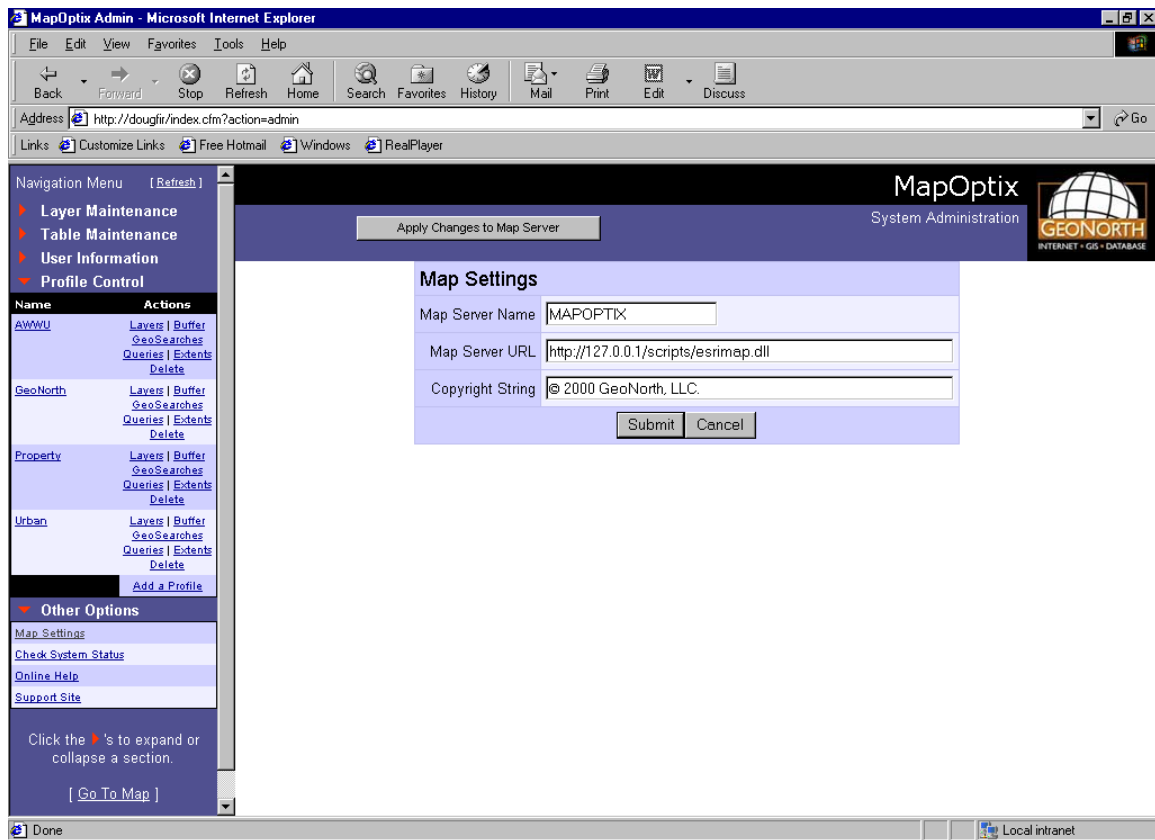 MapOptix Admin - Microsoft Internet Explorer
File Edit View Favorites Tools Help
Back Forward Stop Refresh Home Search Favorites History Mail Print Edit Discuss
Address http://dougfir/index.cfm?action=admin Go
Links Customize Links Free Hotmail Windows RealPlayer
Navigation Menu [ Refresh ]
Layer Maintenance
Table Maintenance
User Information
Profile Control
Name Actions
AWWU Layers | Buffer
GeoSearches
Queries | Extents
Delete
GeoNorth Layers | Buffer
GeoSearches
Queries | Extents
Delete
Property Layers | Buffer
GeoSearches
Queries | Extents
Delete
Urban Layers | Buffer
GeoSearches
Queries | Extents
Delete
Add a Profile
Other Options
Map Settings
Check System Status
Online Help
Support Site
Click the 's to expand or
collapse a section.
[ Go To Map ]
MapOptix
System Administration
GEONORTH
INTERNET • GIS • DATABASE
Apply Changes to Map Server
Map Settings
Map Server Name MAPOPTIX
Map Server URL http://127.0.0.1/scripts/esrimap.dll
Copyright String © 2000 GeoNorth, LLC.
Submit Cancel
Done Local intranet